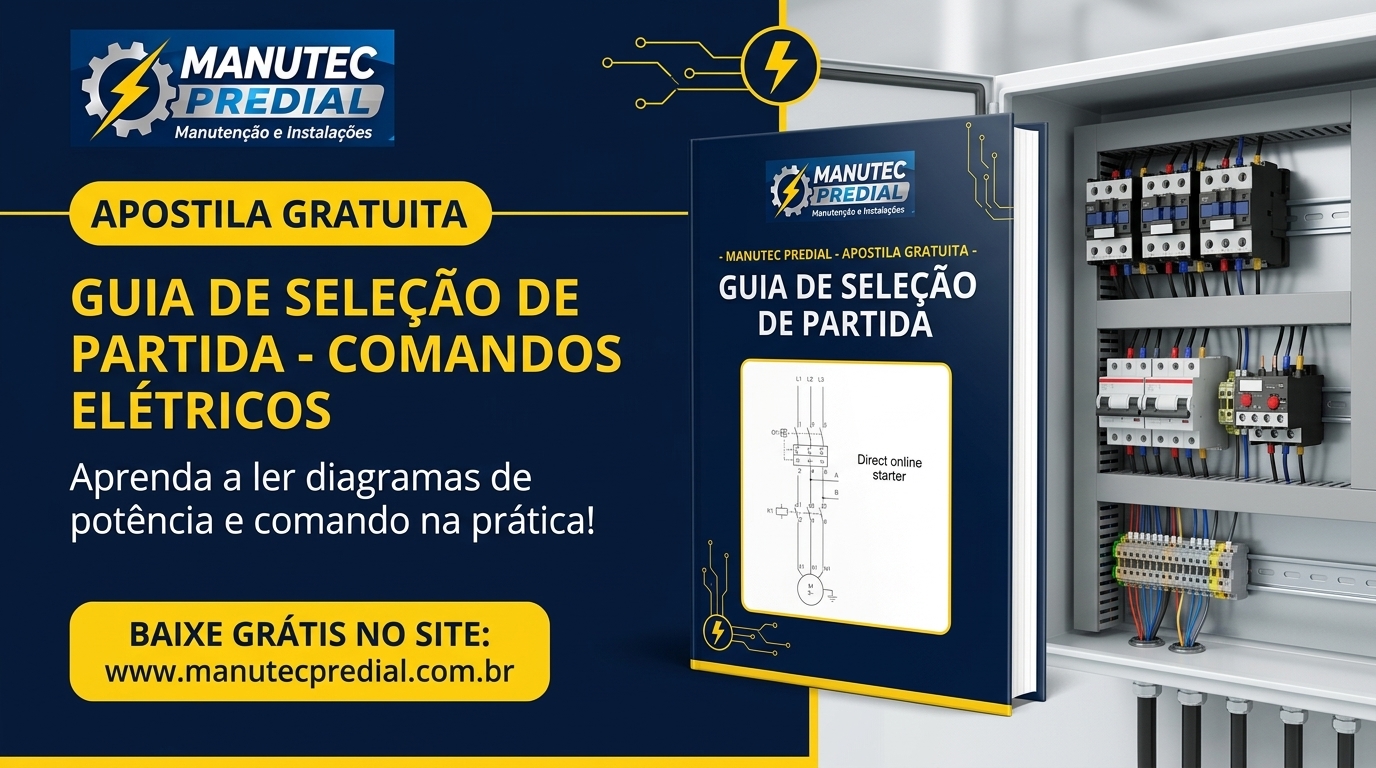 MANUTEC
PREDIAL
Manutenção e Instalações
APOSTILA GRATUITA
GUIA DE SELEÇÃO DE
PARTIDA - COMANDOS
ELÉTRICOS
Aprenda a ler diagramas de
potência e comando na prática!
BAIXE GRÁTIS NO SITE:
www.manutecpredial.com.br
MANUTEC
PREDIAL
Manutenção e Instalações
- MANUTEC PREDIAL - APOSTILA GRATUITA -
GUIA DE SELEÇÃO
DE PARTIDA
L1 L2 L3
A
B
Direct online
starter
K1
M
3~